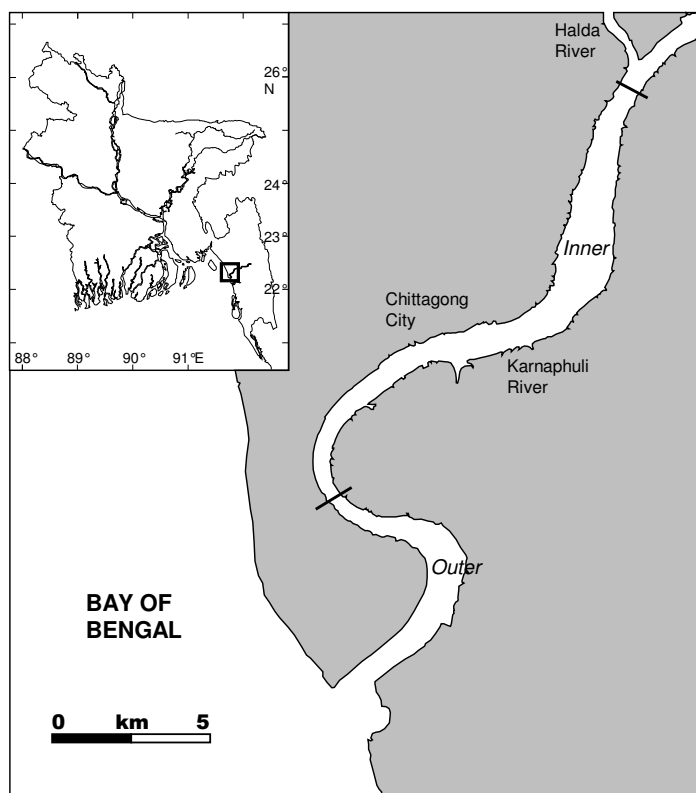 26°
N
24°
23°
22°
88° 89° 90° 91°E
Halda
River
Inner
Chittagong
City
Karnaphuli
River
Outer
BAY OF
BENGAL
0 km 5